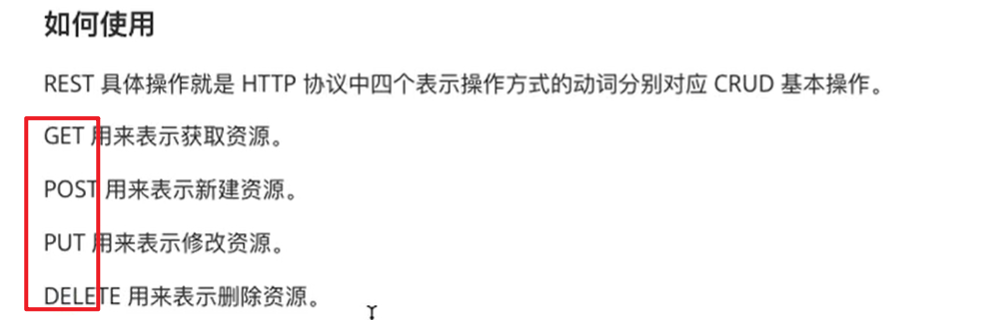 如何使用
REST 具体操作就是 HTTP 协议中四个表示操作方式的动词分别对应 CRUD 基本操作。
GET 用来表示获取资源。
POST 用来表示新建资源。
PUT 用来表示修改资源。
DELETE 用来表示删除资源。